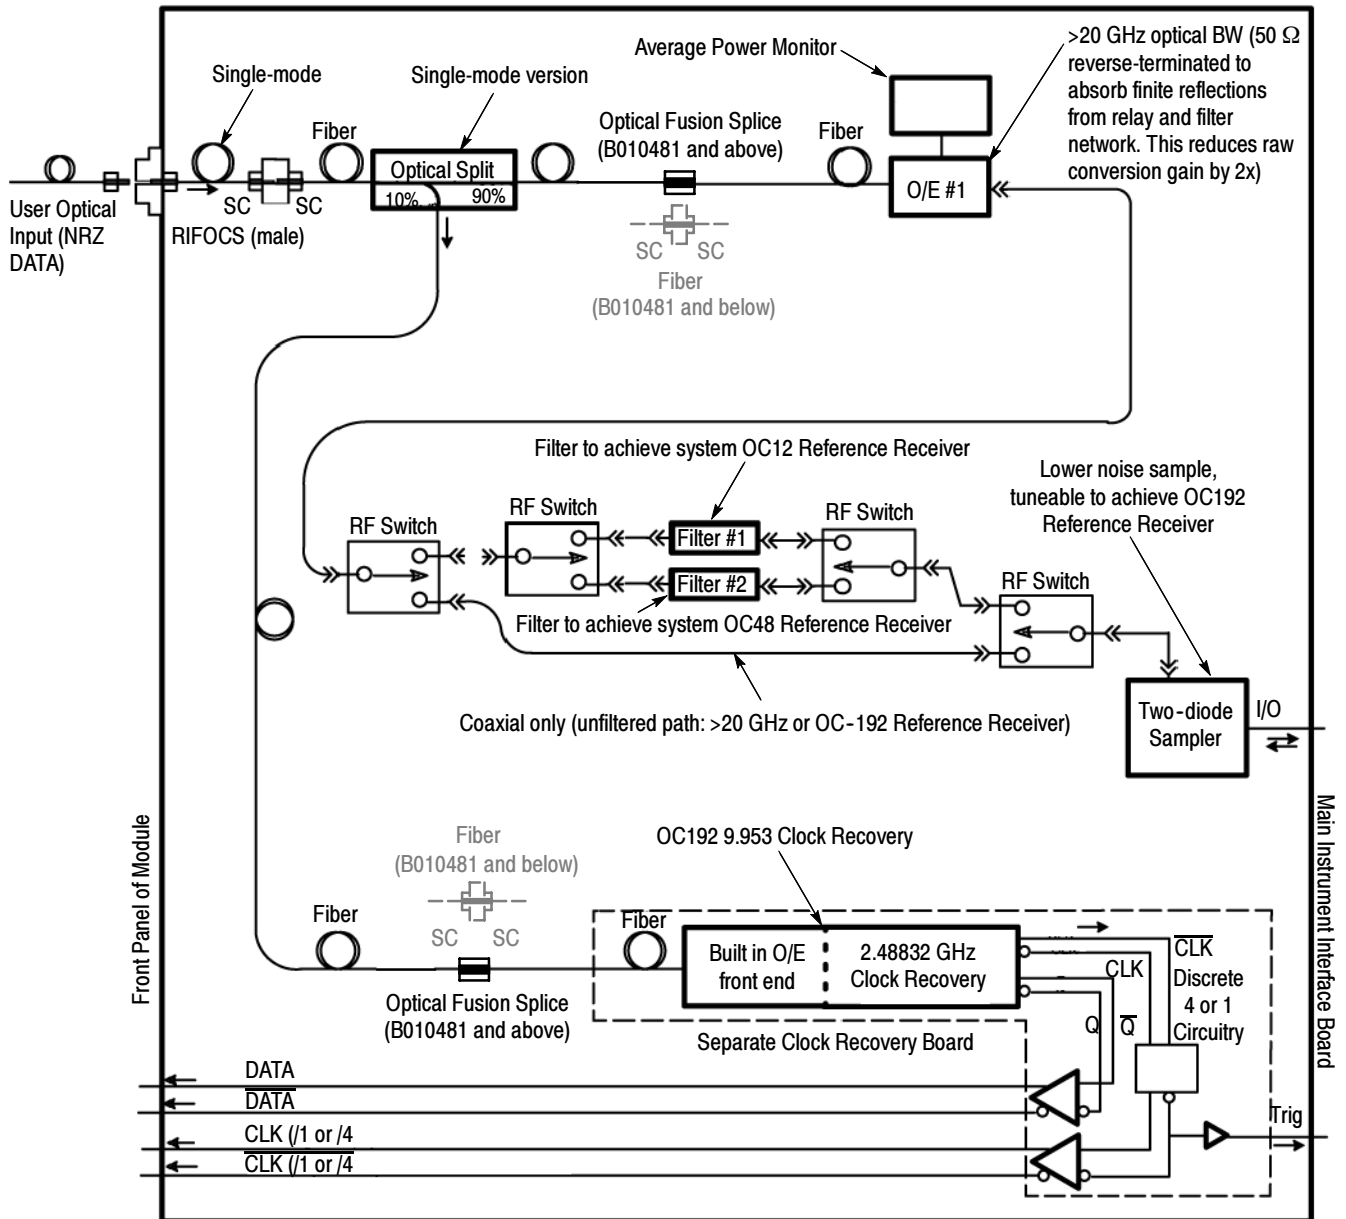 Average Power Monitor
>20 GHz optical BW (50 Ω
reverse-terminated to
absorb finite reflections
from relay and filter
network. This reduces raw
conversion gain by 2x)
Single-mode
Single-mode version
Fiber
Optical Fusion Splice
(B010481 and above)
Fiber
Optical Split
10%
90%
O/E #1
User Optical
Input (NRZ
DATA)
SC
SC
RIFOCS (male)
SC
SC
Fiber
(B010481 and below)
Filter to achieve system OC12 Reference Receiver
Lower noise sample,
tuneable to achieve OC192
Reference Receiver
RF Switch
RF Switch
RF Switch
Filter #1
Filter #2
RF Switch
Filter to achieve system OC48 Reference Receiver
Coaxial only (unfiltered path: >20 GHz or OC-192 Reference Receiver)
Two-diode
Sampler
I/O
Front Panel of Module
Main Instrument Interface Board
Fiber
(B010481 and below)
SC
SC
OC192 9.953 Clock Recovery
Fiber
Fiber
Built in O/E
front end
2.48832 GHz
Clock Recovery
Optical Fusion Splice
(B010481 and above)
Separate Clock Recovery Board
C̅L̅K̅
CLK
Discrete
4 or 1
Circuitry
Q
Q̅
DATA
D̅A̅T̅A̅
CLK (/1 or /4
C̅L̅K̅ ̅(̅/̅1̅ ̅o̅r̅ ̅/̅4̅
Trig